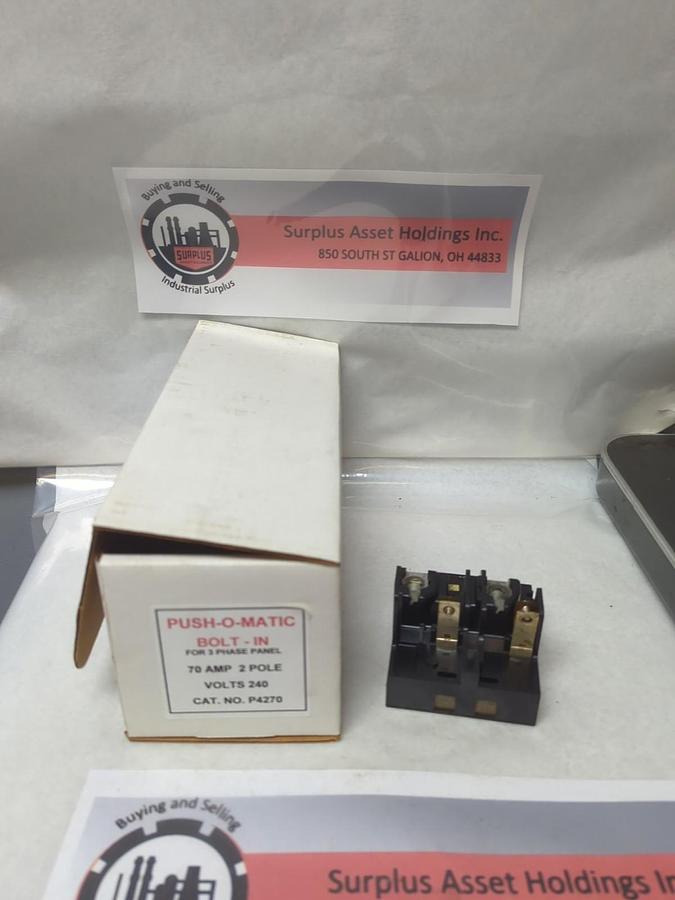 Buying and Selling
SURPLUS
Industrial Surplus
Surplus Asset Holdings Inc.
850 SOUTH ST GALION, OH 44833
PUSH-O-MATIC
BOLT - IN
FOR 3 PHASE PANEL
70 AMP 2 POLE
VOLTS 240
CAT. NO. P4270
Buying and Selling
Surplus Asset Holdings In